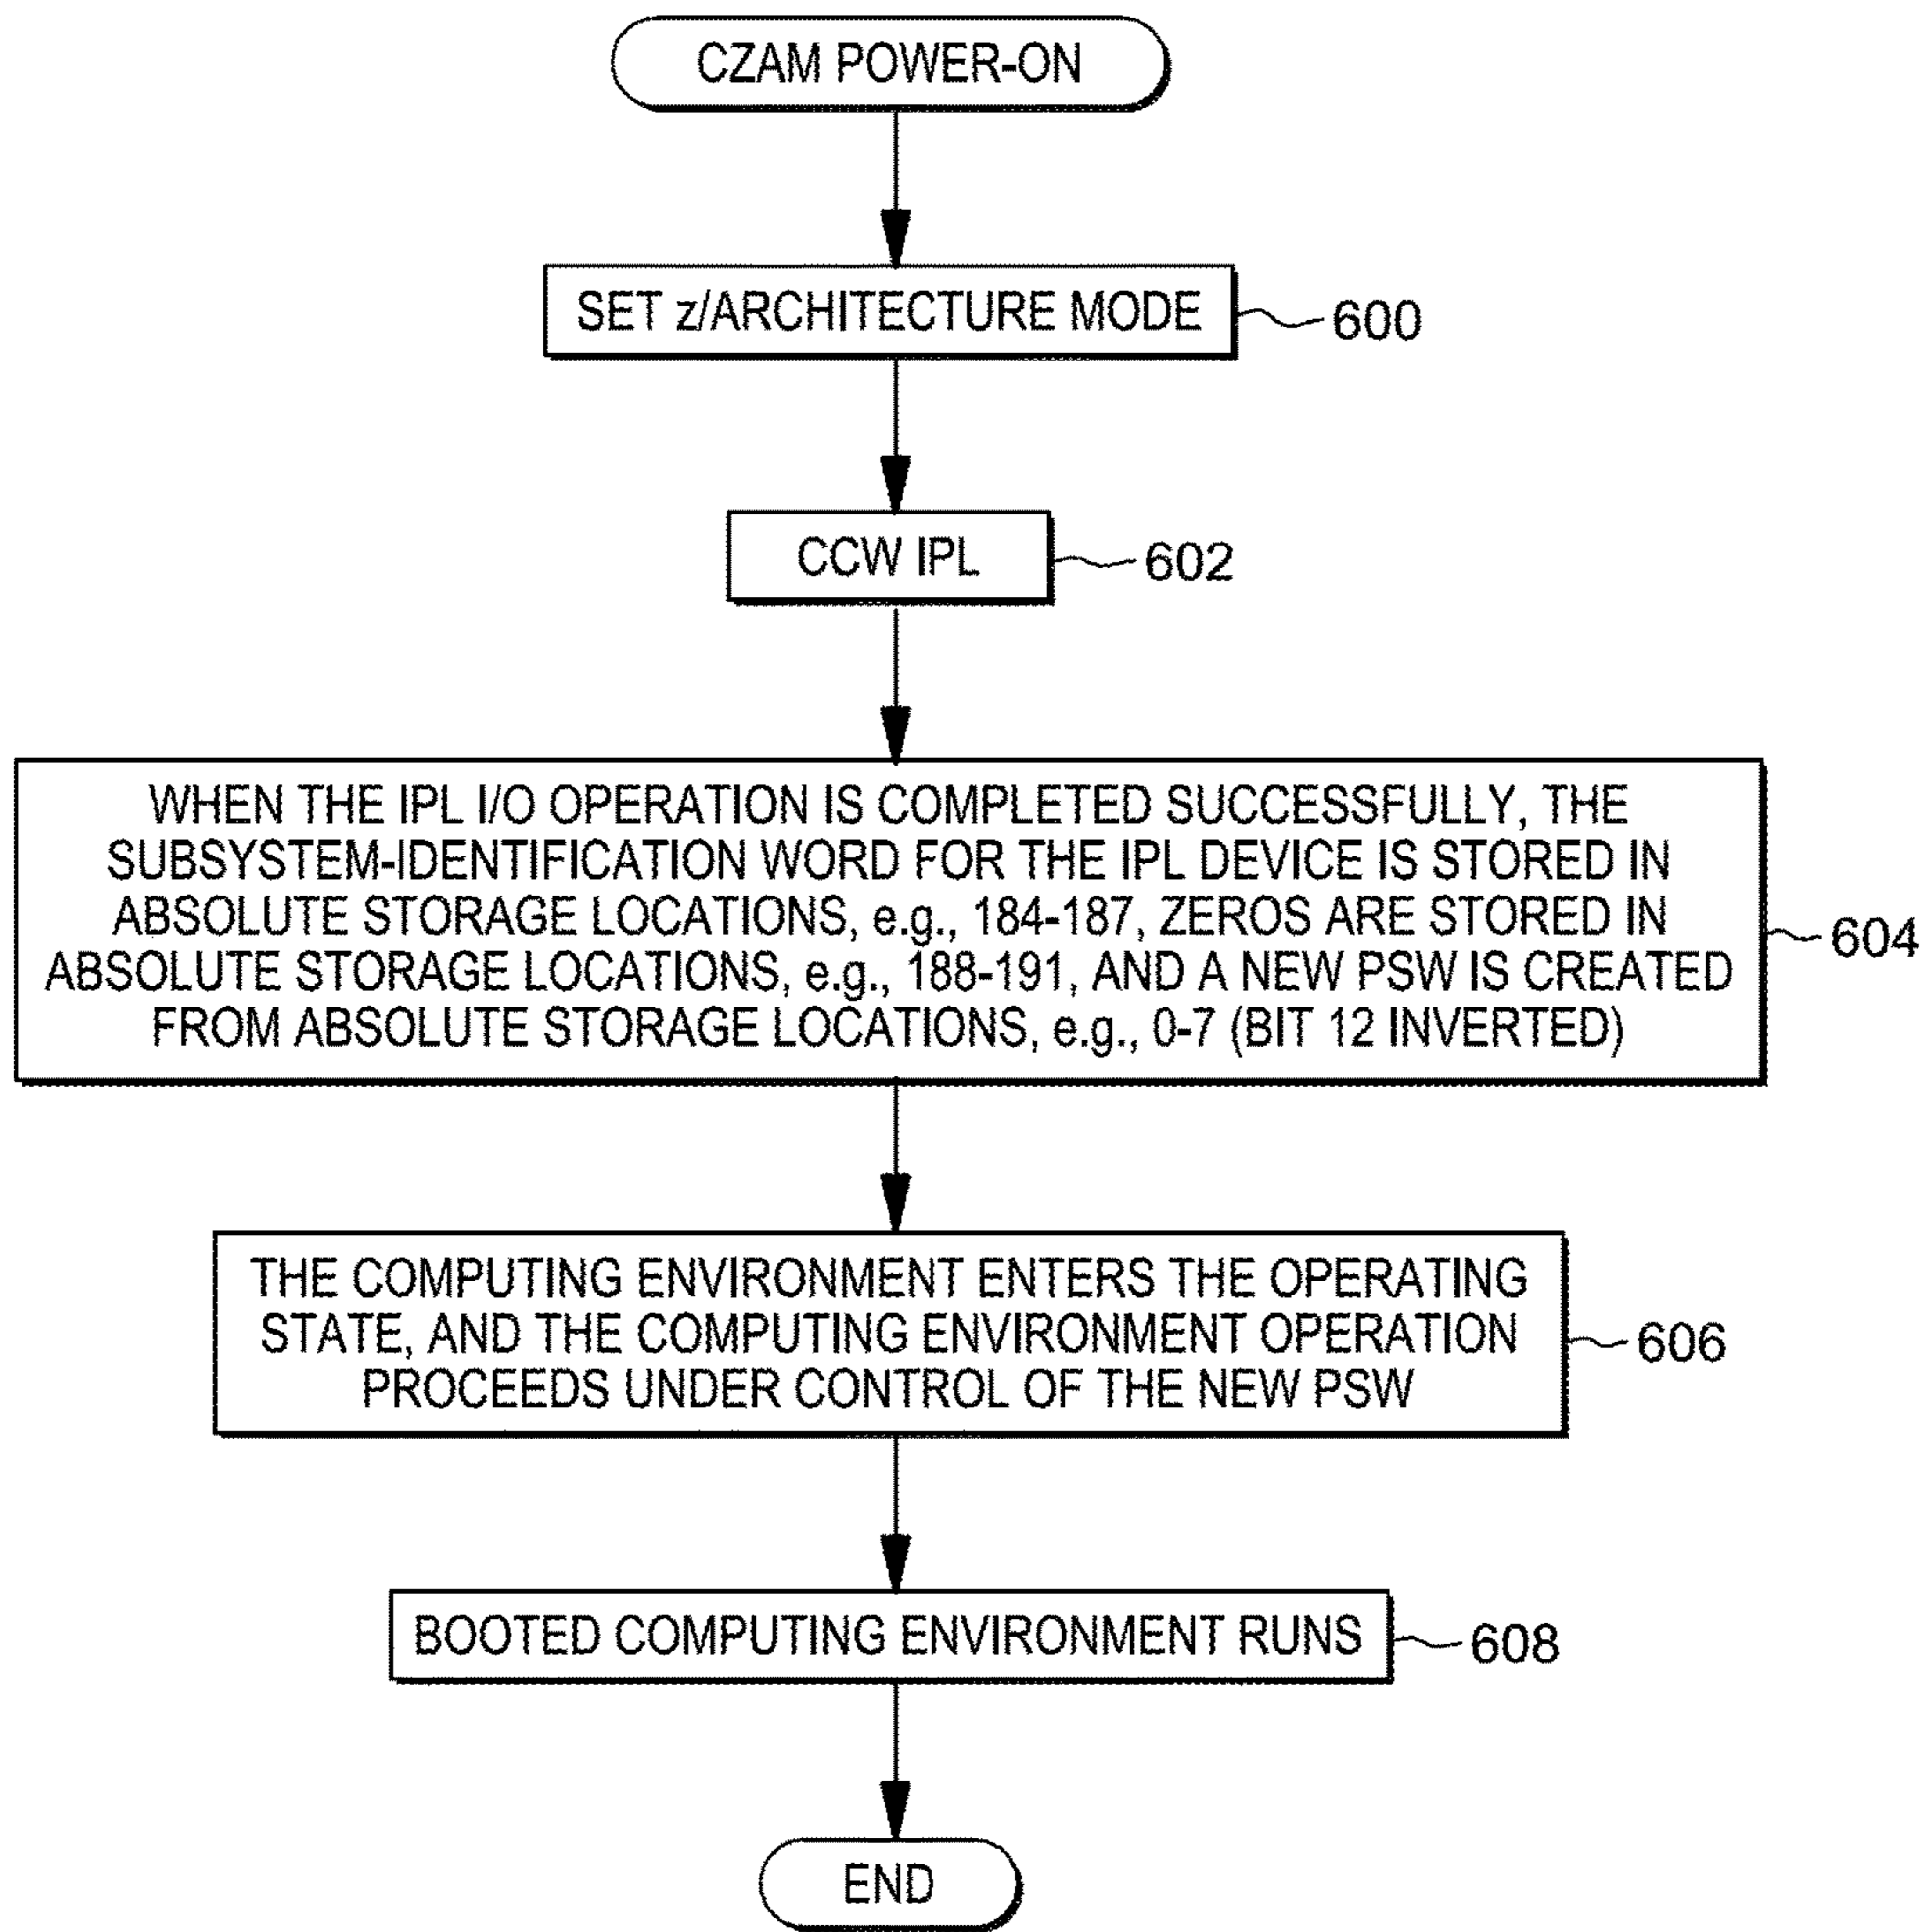 CZAM POWER-ON
SET z/ARCHITECTURE MODE
600
CCW IPL
602
WHEN THE IPL I/O OPERATION IS COMPLETED SUCCESSFULLY, THE
SUBSYSTEM-IDENTIFICATION WORD FOR THE IPL DEVICE IS STORED IN
ABSOLUTE STORAGE LOCATIONS, e.g., 184-187, ZEROS ARE STORED IN
ABSOLUTE STORAGE LOCATIONS, e.g., 188-191, AND A NEW PSW IS CREATED
FROM ABSOLUTE STORAGE LOCATIONS, e.g., 0-7 (BIT 12 INVERTED)
604
THE COMPUTING ENVIRONMENT ENTERS THE OPERATING
STATE, AND THE COMPUTING ENVIRONMENT OPERATION
PROCEEDS UNDER CONTROL OF THE NEW PSW
606
BOOTED COMPUTING ENVIRONMENT RUNS
608
END